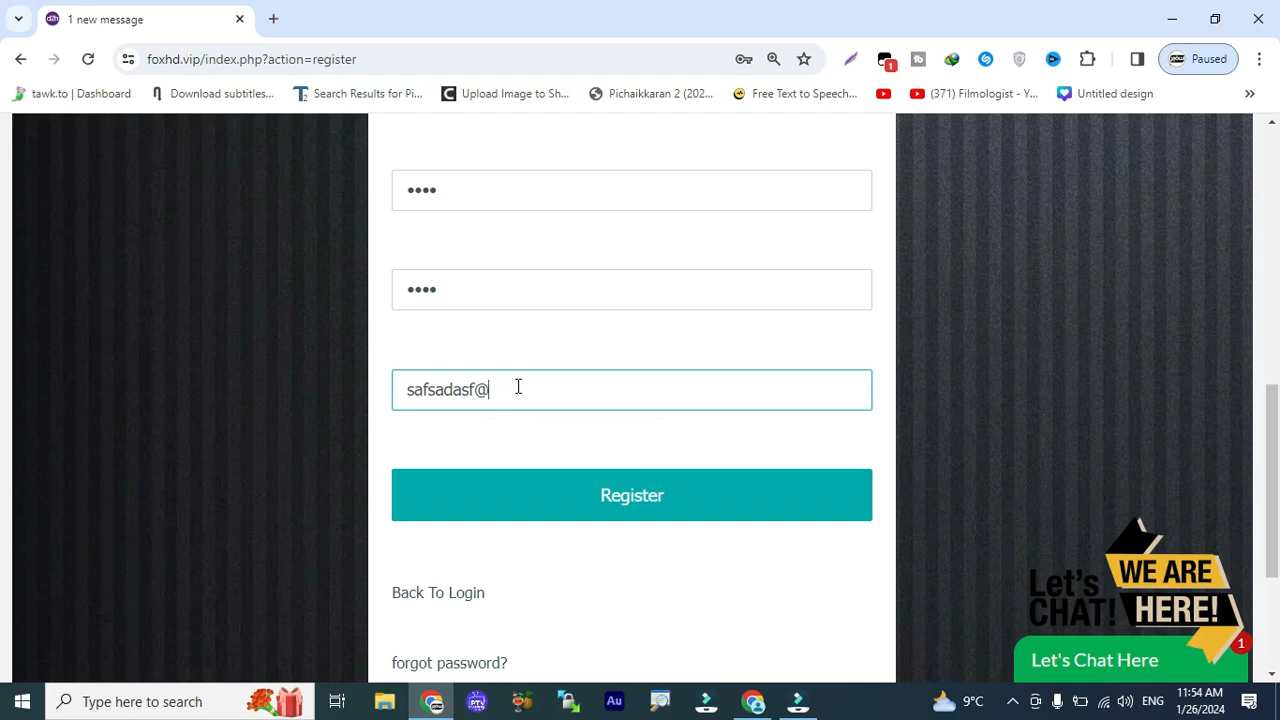 1 new message
foxhd.vip/index.php?action=register
1
Paused
tawk.to | Dashboard
Download subtitles...
Search Results for Pi...
Upload Image to Sh...
Pichaikkaran 2 (202...
Free Text to Speech...
(371) Filmologist - Y...
Untitled design
••••
••••
safsadasf@
Register
Back To Login
forgot password?
Let's CHAT!
WE ARE HERE!
1
Let's Chat Here
Type here to search
Au
9°C
ENG
11:54 AM
1/26/2024